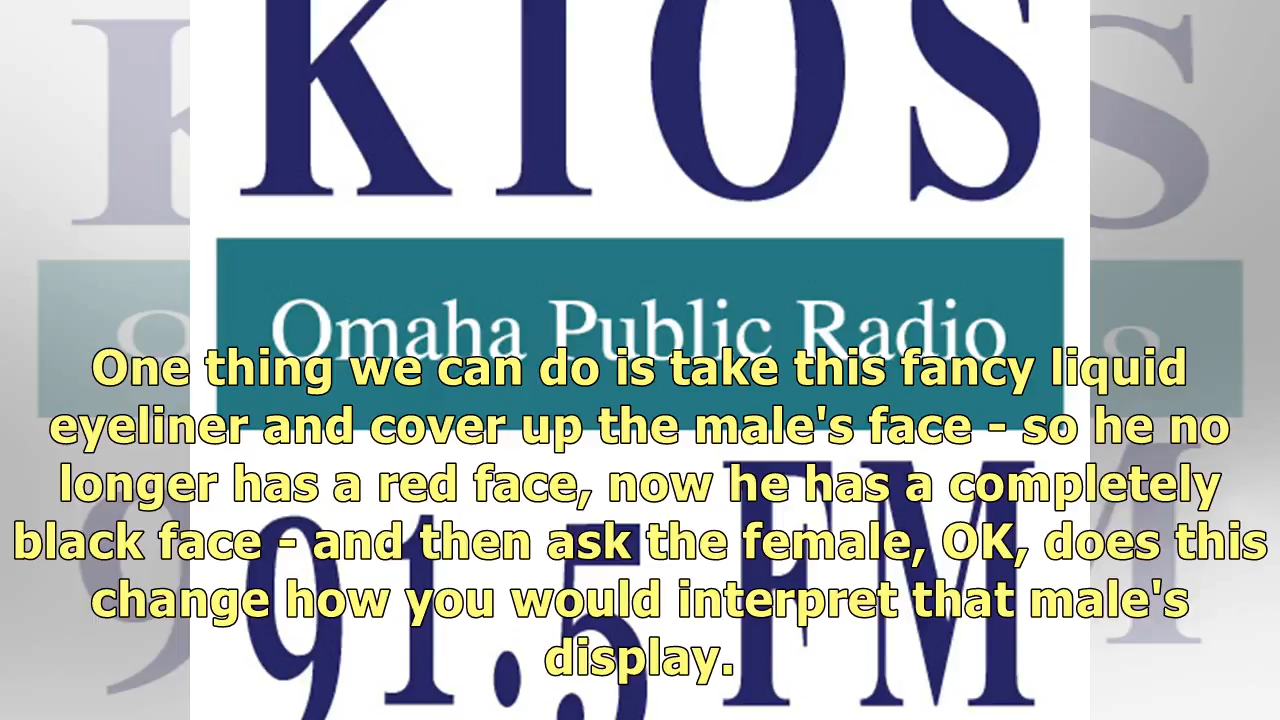 KIOS
Omaha Public Radio
One thing we can do is take this fancy liquid
eyeliner and cover up the male's face - so he no
longer has a red face, now he has a completely
black face - and then ask the female, OK, does this
change how you would interpret that male's
display.
91.5 FM